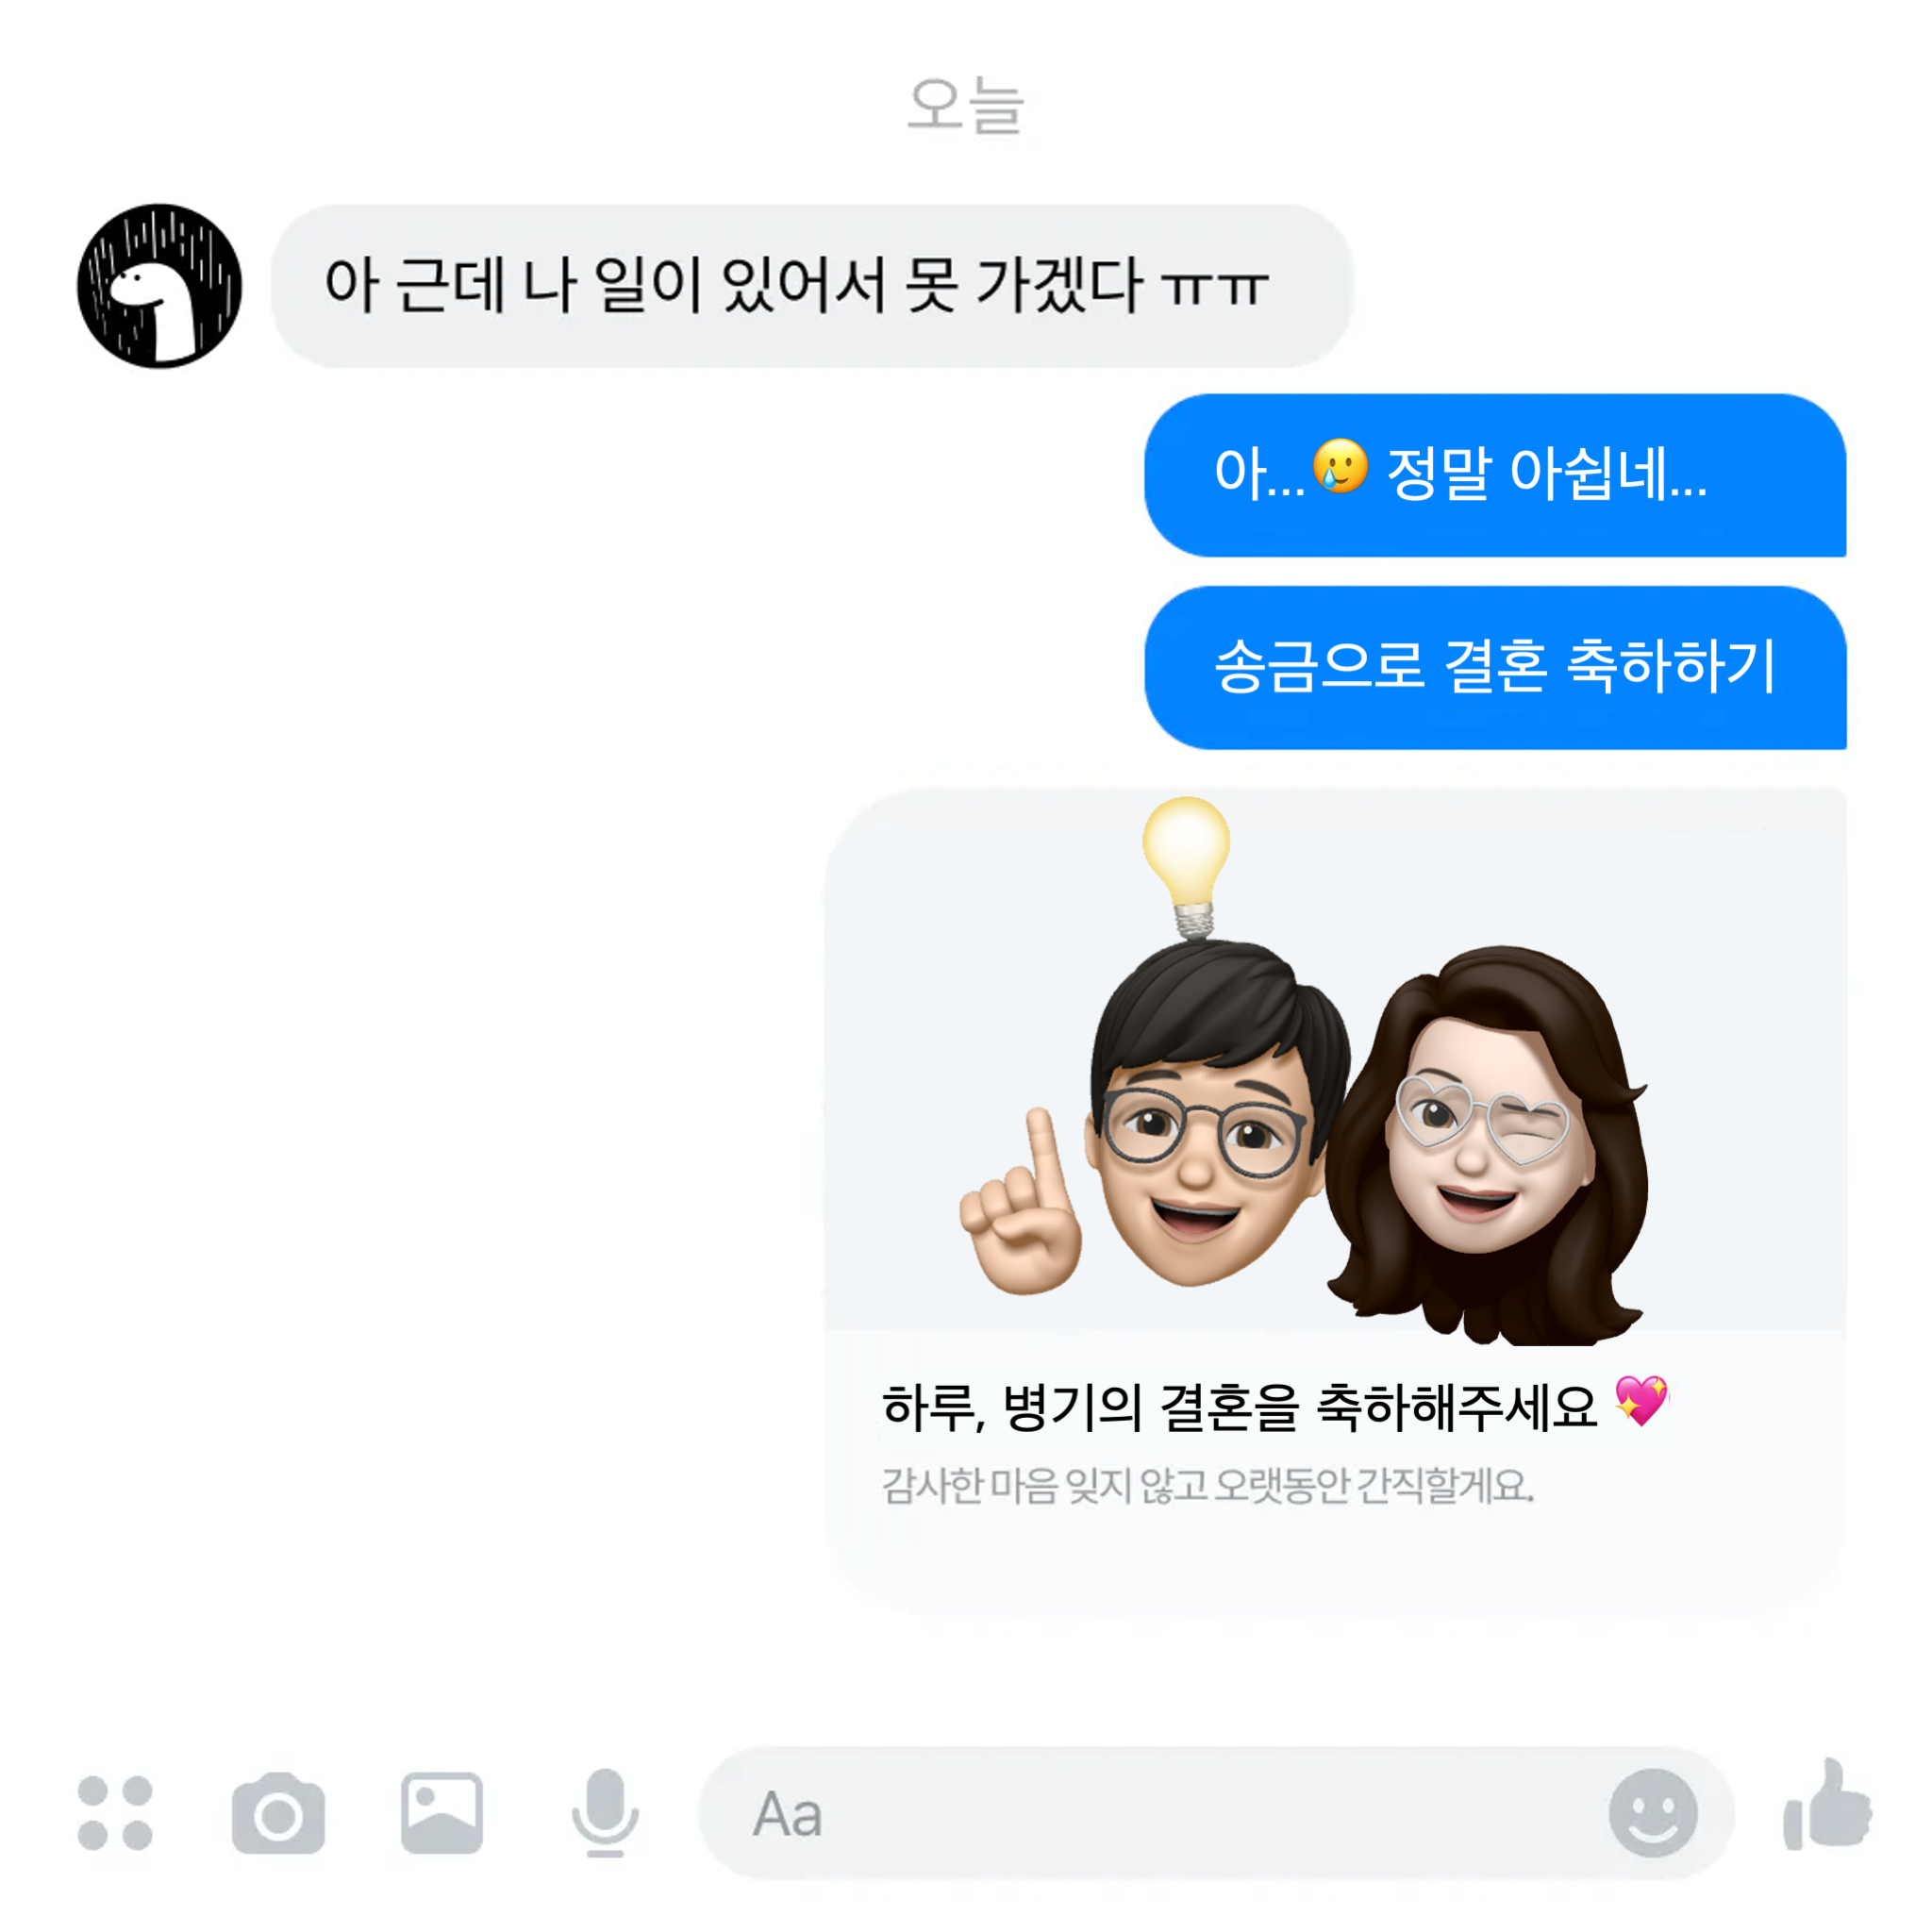 오늘
아 근데 나 일이 있어서 못 가겠다 ㅠㅠ
아...🥲 정말 아쉽네...
송금으로 결혼 축하하기
하루, 병기의 결혼을 축하해주세요 💖
감사한 마음 잊지 않고 오랫동안 간직할게요.
Aa